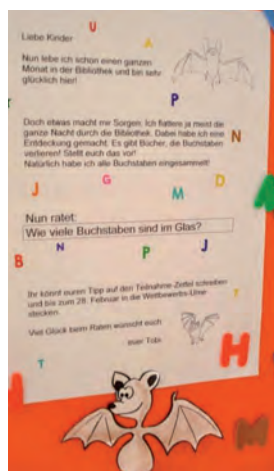 U
Liebe Kinder
A
Nun lebe ich schon einen ganzen
Monat in der Bibliothek und bin sehr
glücklich hier!
P
Doch etwas macht mir Sorgen. Ich flattere ja meist die
ganze Nacht durch die Bibliothek. Dabei habe ich eine
Entdeckung gemacht. Es gibt Bücher, die Buchstaben
verlieren! Stellt euch das vor!
Natürlich habe ich alle Buchstaben eingesammelt!
N
J G M D
A
Nun ratet:
Wie viele Buchstaben sind im Glas?
B N P J
Ihr könnt euren Tipp auf den Teilnahme-Zettel schreiben
und bis zum 28. Februar in die Wettbewerbs-Urne
stecken.
T
Viel Glück beim Raten wünscht euch
euer Tobi
T
H
M